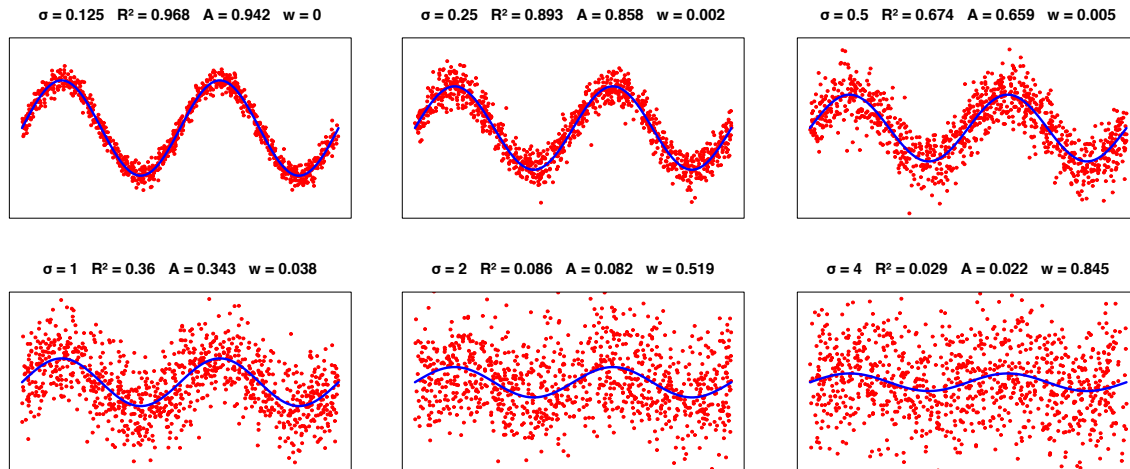 σ = 0.125 R² = 0.968 A = 0.942 w = 0
σ = 0.25 R² = 0.893 A = 0.858 w = 0.002
σ = 0.5 R² = 0.674 A = 0.659 w = 0.005
σ = 1 R² = 0.36 A = 0.343 w = 0.038
σ = 2 R² = 0.086 A = 0.082 w = 0.519
σ = 4 R² = 0.029 A = 0.022 w = 0.845